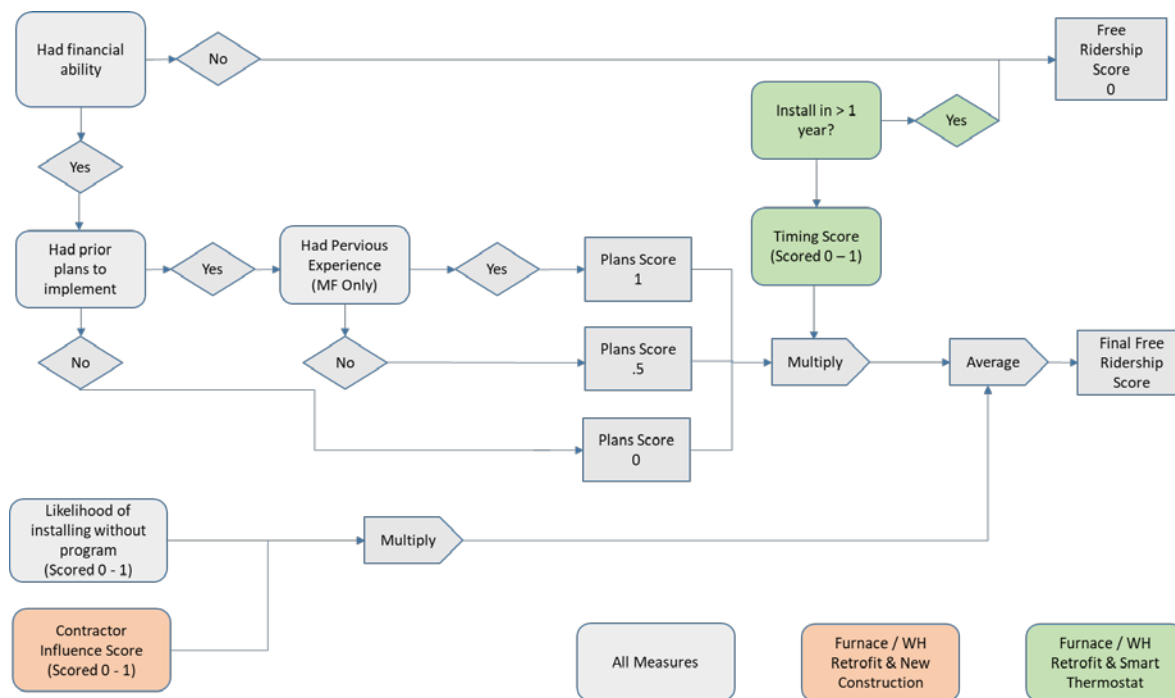 Had financial
ability
No
Free
Ridership
Score
0
Install in > 1
year?
Yes
Yes
Had prior
plans to
implement
Yes
Had Pervious
Experience
(MF Only)
Yes
Plans Score
1
Timing Score
(Scored 0 – 1)
No
No
Plans Score
.5
Multiply
Average
Final Free
Ridership
Score
Plans Score
0
Likelihood of
installing without
program
(Scored 0 - 1)
Multiply
Contractor
Influence Score
(Scored 0 - 1)
All Measures
Furnace / WH
Retrofit & New
Construction
Furnace / WH
Retrofit & Smart
Thermostat